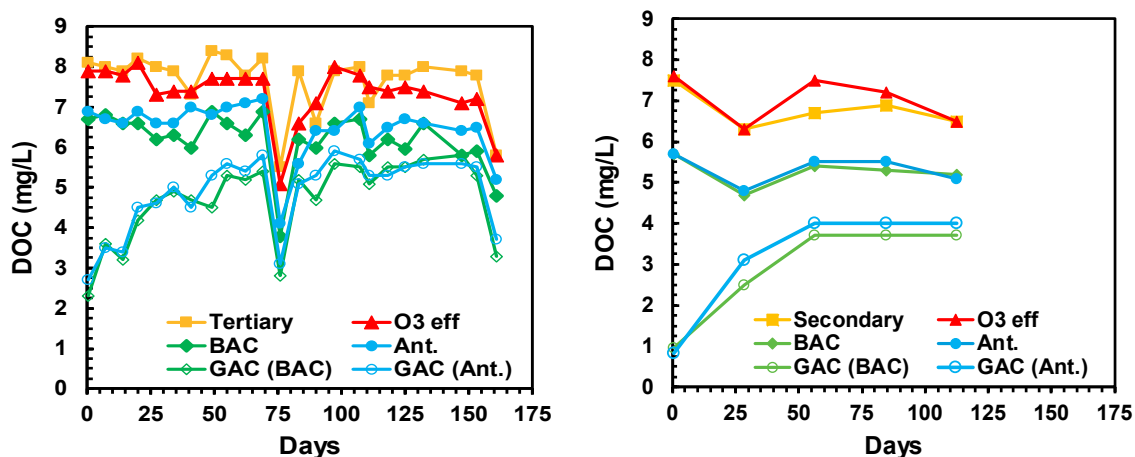 DOC (mg/L)
9
8
7
6
5
4
3
2
1
0
Tertiary
O3 eff
BAC
Ant.
GAC (BAC)
GAC (Ant.)
0 25 50 75 100 125 150 175
Days
DOC (mg/L)
9
8
7
6
5
4
3
2
1
0
Secondary
O3 eff
BAC
Ant.
GAC (BAC)
GAC (Ant.)
0 25 50 75 100 125 150 175
Days